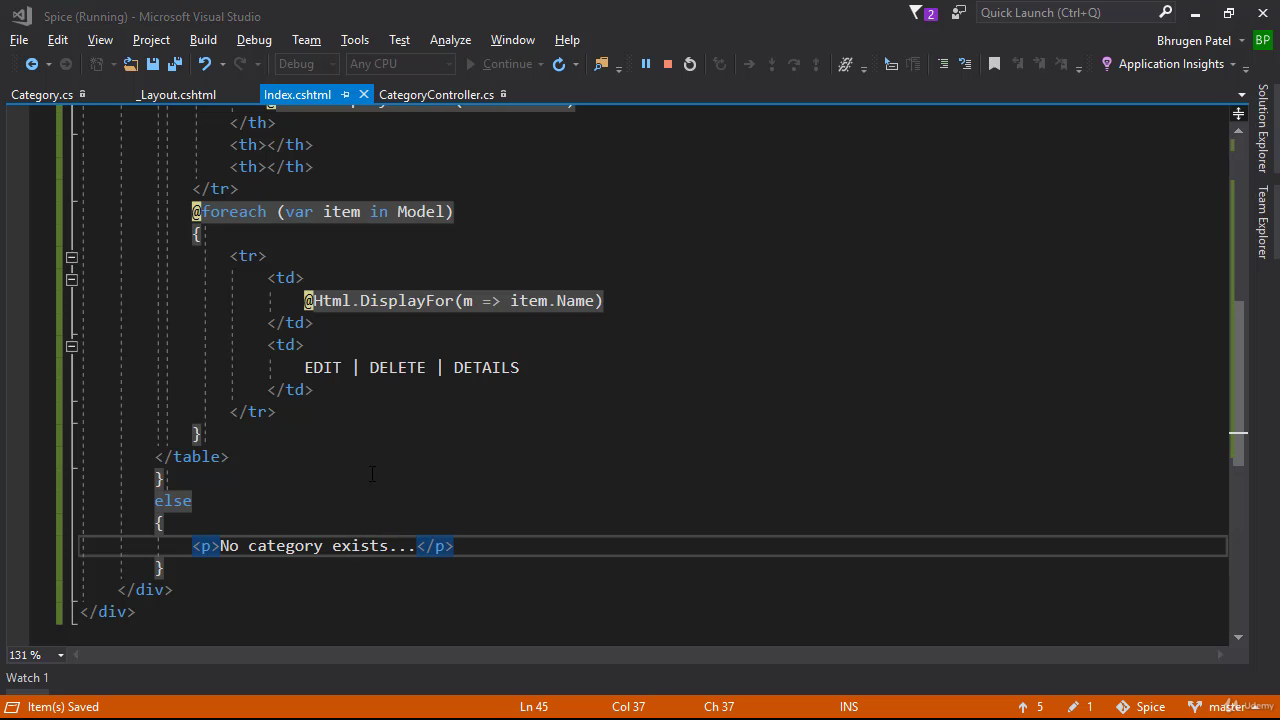 Spice (Running) - Microsoft Visual Studio
2
Quick Launch (Ctrl+Q)
File Edit View Project Build Debug Team Tools Test Analyze Window Help
Bhrugen Patel BP
Debug Any CPU Continue Application Insights
Category.cs _Layout.cshtml Index.cshtml CategoryController.cs
</th>
<th></th>
<th></th>
</tr>
@foreach (var item in Model)
{
<tr>
<td>
@Html.DisplayFor(m => item.Name)
</td>
<td>
EDIT | DELETE | DETAILS
</td>
</tr>
}
</table>
}
else
{
<p>No category exists...</p>
}
</div>
</div>
Solution Explorer
Team Explorer
131 %
Watch 1
Item(s) Saved Ln 45 Col 37 Ch 37 INS 5 1 Spice master
Udemy